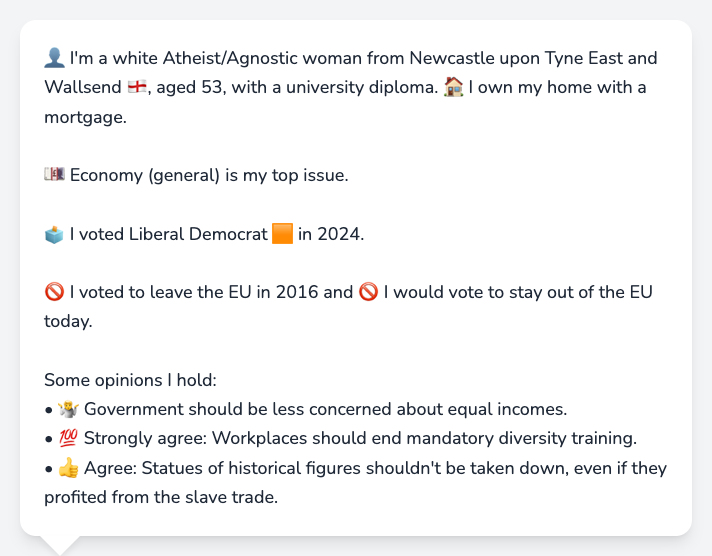 👤 I'm a white Atheist/Agnostic woman from Newcastle upon Tyne East and
Wallsend 🏴󠁧󠁢󠁥󠁮󠁧󠁿, aged 53, with a university diploma. 🏠 I own my home with a
mortgage.
💷 Economy (general) is my top issue.
🗳️ I voted Liberal Democrat 🟧 in 2024.
🚫 I voted to leave the EU in 2016 and 🚫 I would vote to stay out of the EU
today.
Some opinions I hold:
• 🤷 Government should be less concerned about equal incomes.
• 💯 Strongly agree: Workplaces should end mandatory diversity training.
• 👍 Agree: Statues of historical figures shouldn't be taken down, even if they
profited from the slave trade.